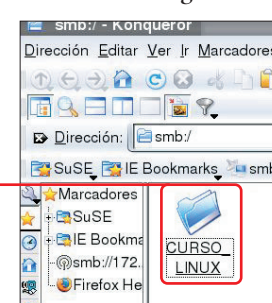 smb:/ - Konqueror
Dirección Editar Ver Ir Marcadores
Dirección: smb:/
SuSE IE Bookmarks smb
Marcadores
SuSE
IE Bookma
smb://172.
Firefox He
CURSO_
LINUX